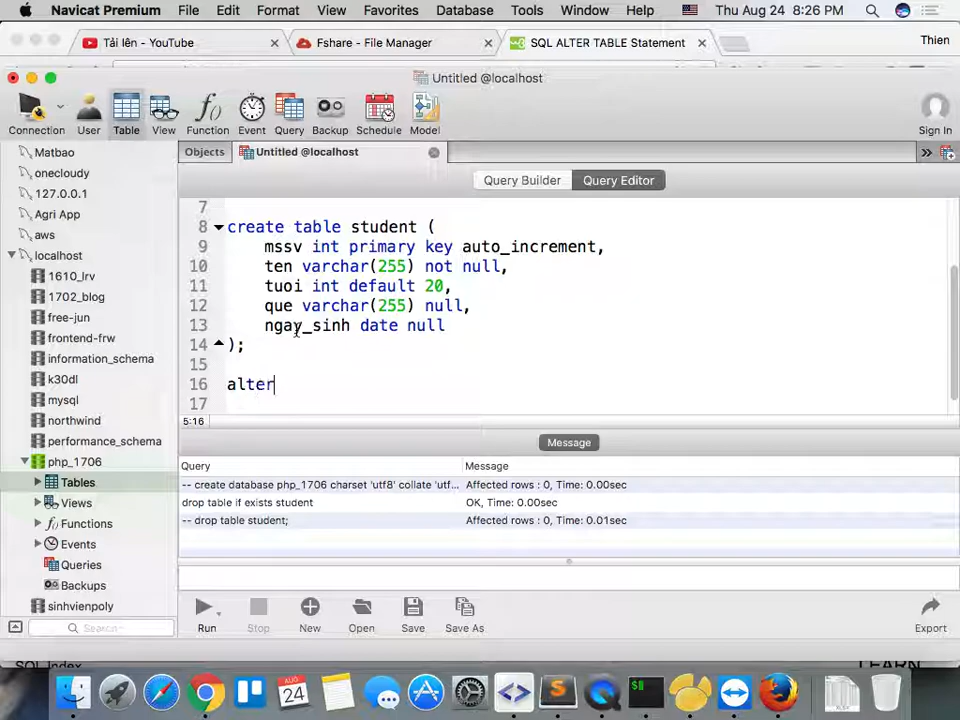 Navicat Premium File Edit Format View Favorites Database Tools Window Help Thu Aug 24 8:26 PM
Tải lên - YouTube Fshare - File Manager SQL ALTER TABLE Statement Thien
Untitled @localhost
Connection User Table View Function Event Query Backup Schedule Model Sign In
Objects Untitled @localhost
Query Builder Query Editor
Matbao
onecloudy
127.0.0.1
Agri App
aws
localhost
1610_lrv
1702_blog
free-jun
frontend-frw
information_schema
k30dl
mysql
northwind
performance_schema
php_1706
Tables
Views
Functions
Events
Queries
Backups
sinhvienpoly
Search
7
8 create table student (
9 mssv int primary key auto_increment,
10 ten varchar(255) not null,
11 tuoi int default 20,
12 que varchar(255) null,
13 ngay_sinh date null
14 );
15
16 alter
17
5:16
Message
Query Message
-- create database php_1706 charset 'utf8' collate 'utf... Affected rows : 0, Time: 0.00sec
drop table if exists student OK, Time: 0.00sec
-- drop table student; Affected rows : 0, Time: 0.01sec
Run Stop New Open Save Save As Export
SQL Index LEARN
AUG
24